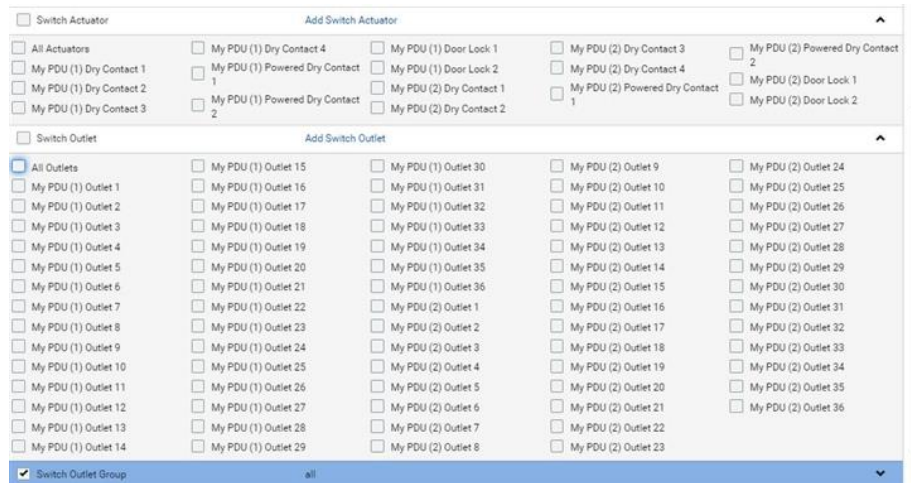 Switch Actuator Add Switch Actuator
All Actuators
My PDU (1) Dry Contact 1
My PDU (1) Dry Contact 2
My PDU (1) Dry Contact 3
My PDU (1) Dry Contact 4
My PDU (1) Powered Dry Contact
1
My PDU (1) Powered Dry Contact
2
My PDU (1) Door Lock 1
My PDU (1) Door Lock 2
My PDU (2) Dry Contact 1
My PDU (2) Dry Contact 2
My PDU (2) Dry Contact 3
My PDU (2) Dry Contact 4
My PDU (2) Powered Dry Contact
1
My PDU (2) Powered Dry Contact
2
My PDU (2) Door Lock 1
My PDU (2) Door Lock 2
Switch Outlet Add Switch Outlet
All Outlets
My PDU (1) Outlet 1
My PDU (1) Outlet 2
My PDU (1) Outlet 3
My PDU (1) Outlet 4
My PDU (1) Outlet 5
My PDU (1) Outlet 6
My PDU (1) Outlet 7
My PDU (1) Outlet 8
My PDU (1) Outlet 9
My PDU (1) Outlet 10
My PDU (1) Outlet 11
My PDU (1) Outlet 12
My PDU (1) Outlet 13
My PDU (1) Outlet 14
My PDU (1) Outlet 15
My PDU (1) Outlet 16
My PDU (1) Outlet 17
My PDU (1) Outlet 18
My PDU (1) Outlet 19
My PDU (1) Outlet 20
My PDU (1) Outlet 21
My PDU (1) Outlet 22
My PDU (1) Outlet 23
My PDU (1) Outlet 24
My PDU (1) Outlet 25
My PDU (1) Outlet 26
My PDU (1) Outlet 27
My PDU (1) Outlet 28
My PDU (1) Outlet 29
My PDU (1) Outlet 30
My PDU (1) Outlet 31
My PDU (1) Outlet 32
My PDU (1) Outlet 33
My PDU (1) Outlet 34
My PDU (1) Outlet 35
My PDU (1) Outlet 36
My PDU (2) Outlet 1
My PDU (2) Outlet 2
My PDU (2) Outlet 3
My PDU (2) Outlet 4
My PDU (2) Outlet 5
My PDU (2) Outlet 6
My PDU (2) Outlet 7
My PDU (2) Outlet 8
My PDU (2) Outlet 9
My PDU (2) Outlet 10
My PDU (2) Outlet 11
My PDU (2) Outlet 12
My PDU (2) Outlet 13
My PDU (2) Outlet 14
My PDU (2) Outlet 15
My PDU (2) Outlet 16
My PDU (2) Outlet 17
My PDU (2) Outlet 18
My PDU (2) Outlet 19
My PDU (2) Outlet 20
My PDU (2) Outlet 21
My PDU (2) Outlet 22
My PDU (2) Outlet 23
My PDU (2) Outlet 24
My PDU (2) Outlet 25
My PDU (2) Outlet 26
My PDU (2) Outlet 27
My PDU (2) Outlet 28
My PDU (2) Outlet 29
My PDU (2) Outlet 30
My PDU (2) Outlet 31
My PDU (2) Outlet 32
My PDU (2) Outlet 33
My PDU (2) Outlet 34
My PDU (2) Outlet 35
My PDU (2) Outlet 36
Switch Outlet Group all